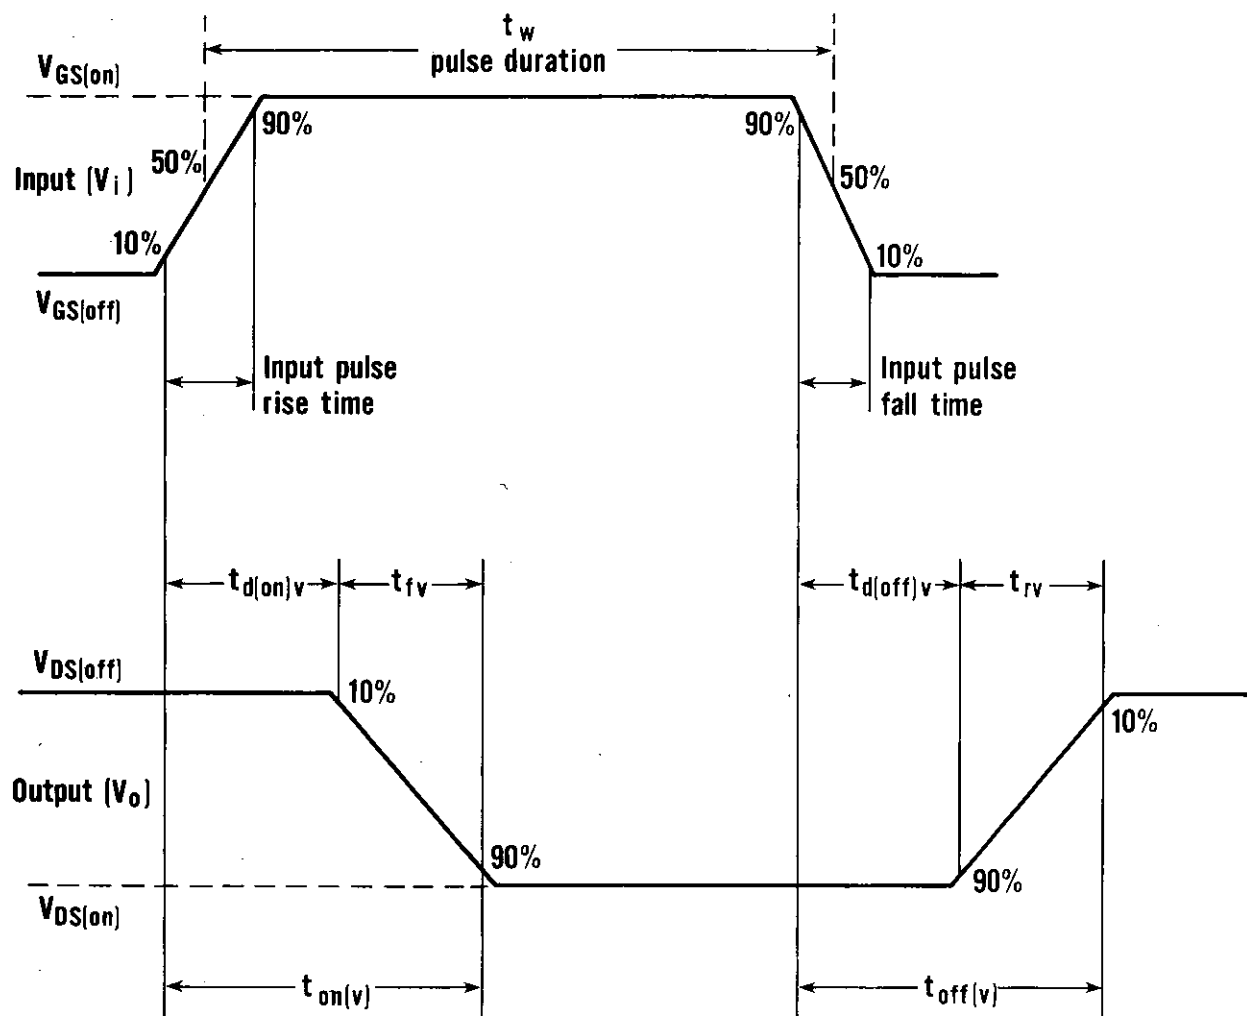 t w
pulse duration
VGS(on)
90%
90%
50%
50%
Input (Vi)
10%
10%
VGS(off)
Input pulse
rise time
Input pulse
fall time
td(on)v
tfv
td(off)v
trv
VDS(off)
10%
10%
Output (Vo)
90%
90%
VDS(on)
ton(v)
toff(v)